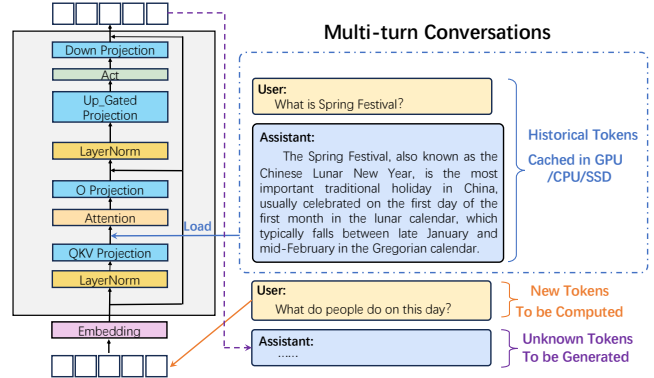 Multi-turn Conversations
Down Projection
Act
Up_Gated
Projection
LayerNorm
O Projection
Attention
Load
QKV Projection
LayerNorm
Embedding
User:
What is Spring Festival?
Assistant:
The Spring Festival, also known as the
Chinese Lunar New Year, is the most
important traditional holiday in China,
usually celebrated on the first day of the
first month in the lunar calendar, which
typically falls between late January and
mid-February in the Gregorian calendar.
Historical Tokens
Cached in GPU
/CPU/SSD
User:
What do people do on this day?
New Tokens
To be Computed
Assistant:
......
Unknown Tokens
To be Generated